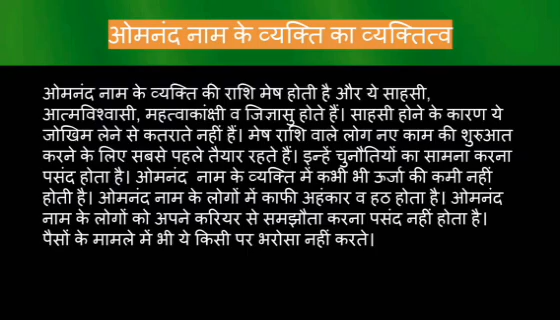 ओमनंद नाम के व्यक्ति का व्यक्तित्व
ओमनंद नाम के व्यक्ति की राशि मेष होती है और ये साहसी,
आत्मविश्वासी, महत्वाकांक्षी व जिज्ञासु होते हैं। साहसी होने के कारण ये
जोखिम लेने से कतराते नहीं हैं। मेष राशि वाले लोग नए काम की शुरुआत
करने के लिए सबसे पहले तैयार रहते हैं। इन्हें चुनौतियों का सामना करना
पसंद होता है। ओमनंद नाम के व्यक्ति में कभी भी ऊर्जा की कमी नहीं
होती है। ओमनंद नाम के लोगों में काफी अहंकार व हठ होता है। ओमनंद
नाम के लोगों को अपने करियर से समझौता करना पसंद नहीं होता है।
पैसों के मामले में भी ये किसी पर भरोसा नहीं करते।